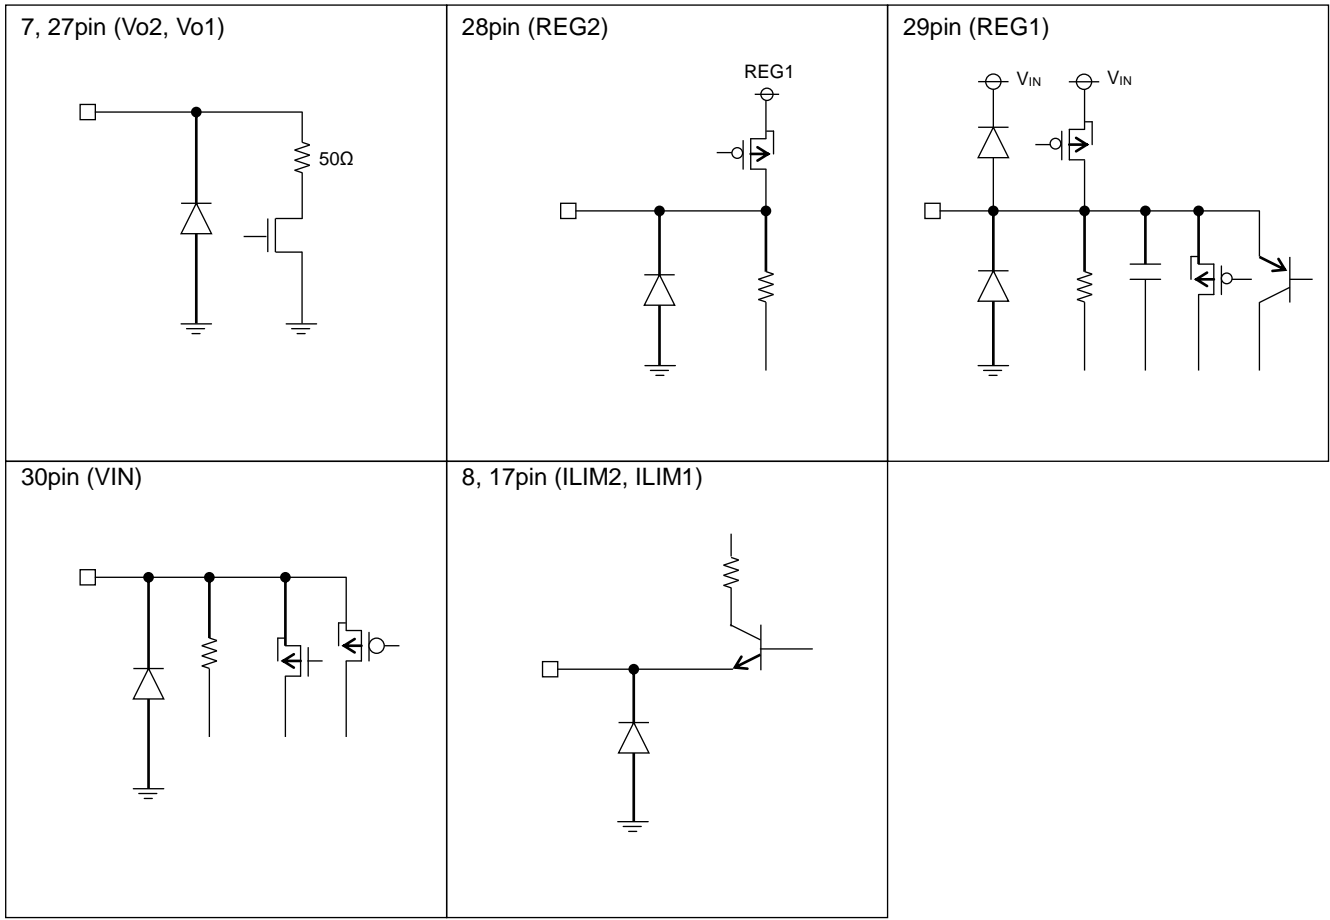 7, 27pin (Vo2, Vo1)
50Ω
28pin (REG2)
REG1
29pin (REG1)
VIN
VIN
30pin (VIN)
8, 17pin (ILIM2, ILIM1)